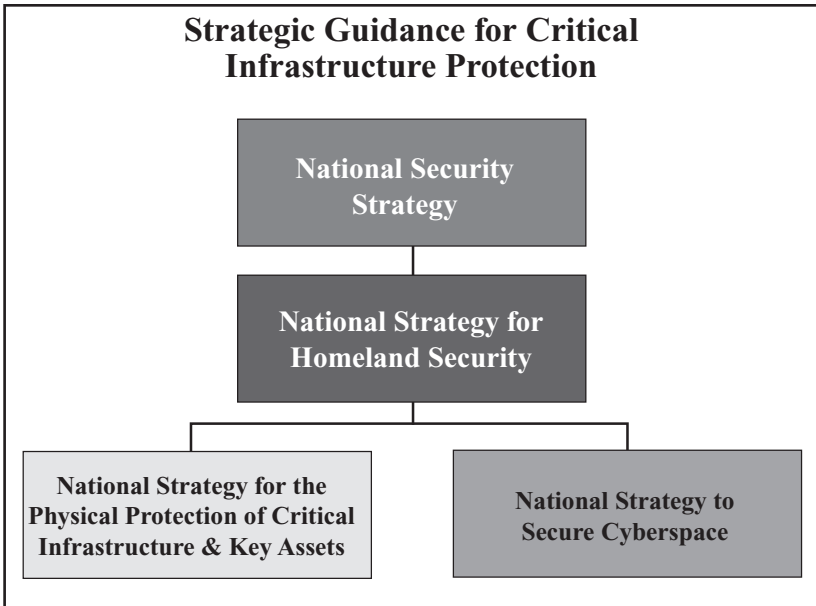 Strategic Guidance for Critical
Infrastructure Protection
National Security
Strategy
National Strategy for
Homeland Security
National Strategy for the
Physical Protection of Critical
Infrastructure & Key Assets
National Strategy to
Secure Cyberspace